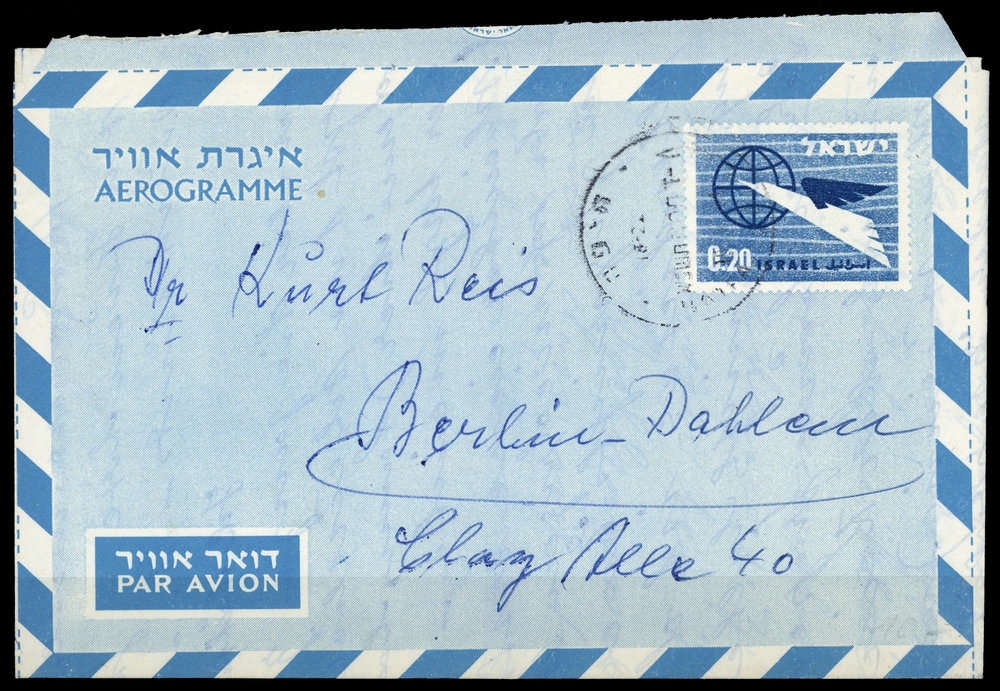 איגרת אוויר
AEROGRAMME
ישראל
0.20 ISRAEL اسرائيل
Dr Kurt Reis
Berlin-Dahlem
Clay Allee 40
דואר אוויר
PAR AVION